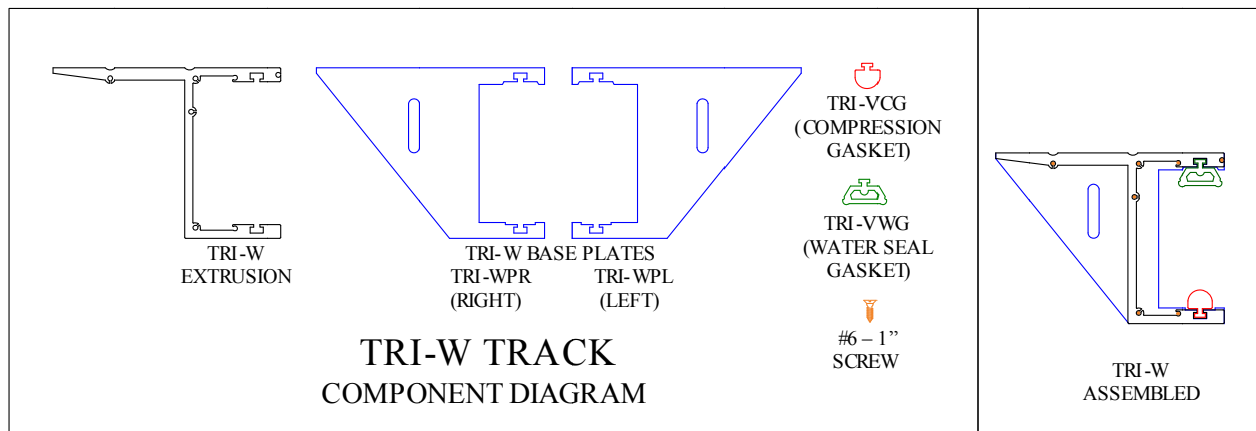 TRI-W
EXTRUSION
TRI-W BASE PLATES
TRI-WPR
(RIGHT)
TRI-WPL
(LEFT)
TRI-VCG
(COMPRESSION
GASKET)
TRI-VWG
(WATER SEAL
GASKET)
#6 – 1”
SCREW
TRI-W TRACK
COMPONENT DIAGRAM
TRI-W
ASSEMBLED